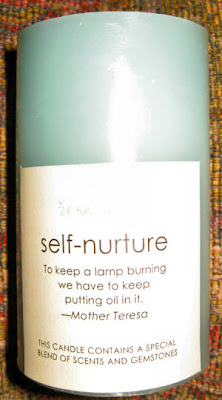 self-nurture
To keep a lamp burning
we have to keep
putting oil in it.
—Mother Teresa
THIS CANDLE CONTAINS A SPECIAL
BLEND OF SCENTS AND GEMSTONES